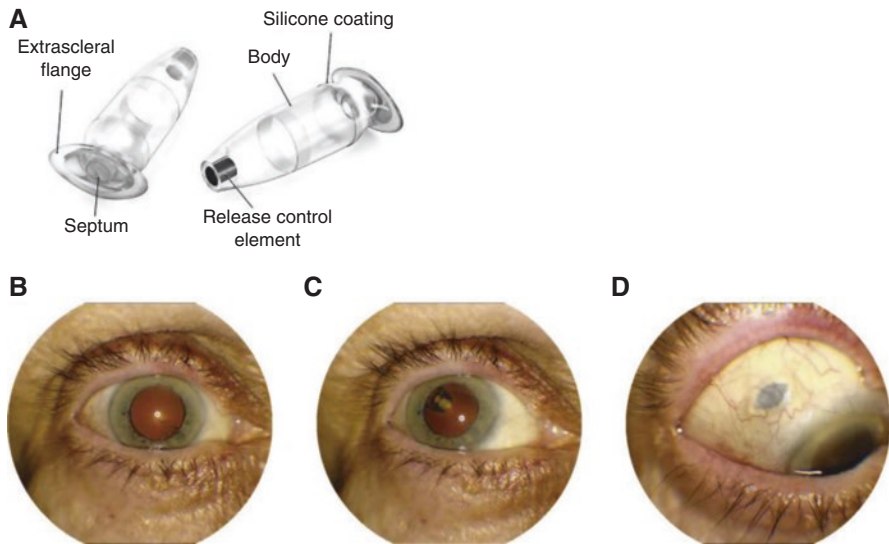 A
Silicone coating
Extrascleral
flange
Body
Septum
Release control
element
B
C
D